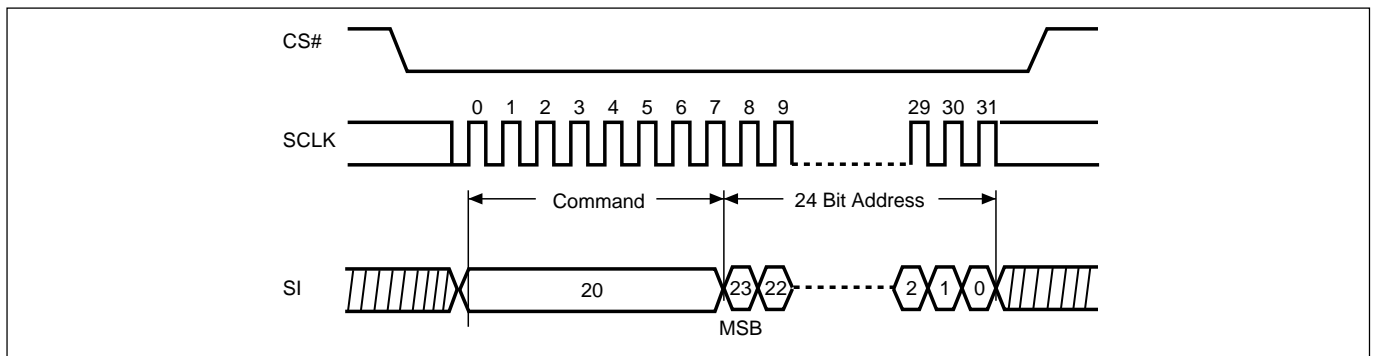 CS#
0 1 2 3 4 5 6 7 8 9 29 30 31
SCLK
Command 24 Bit Address
SI 20 23 22 2 1 0
MSB